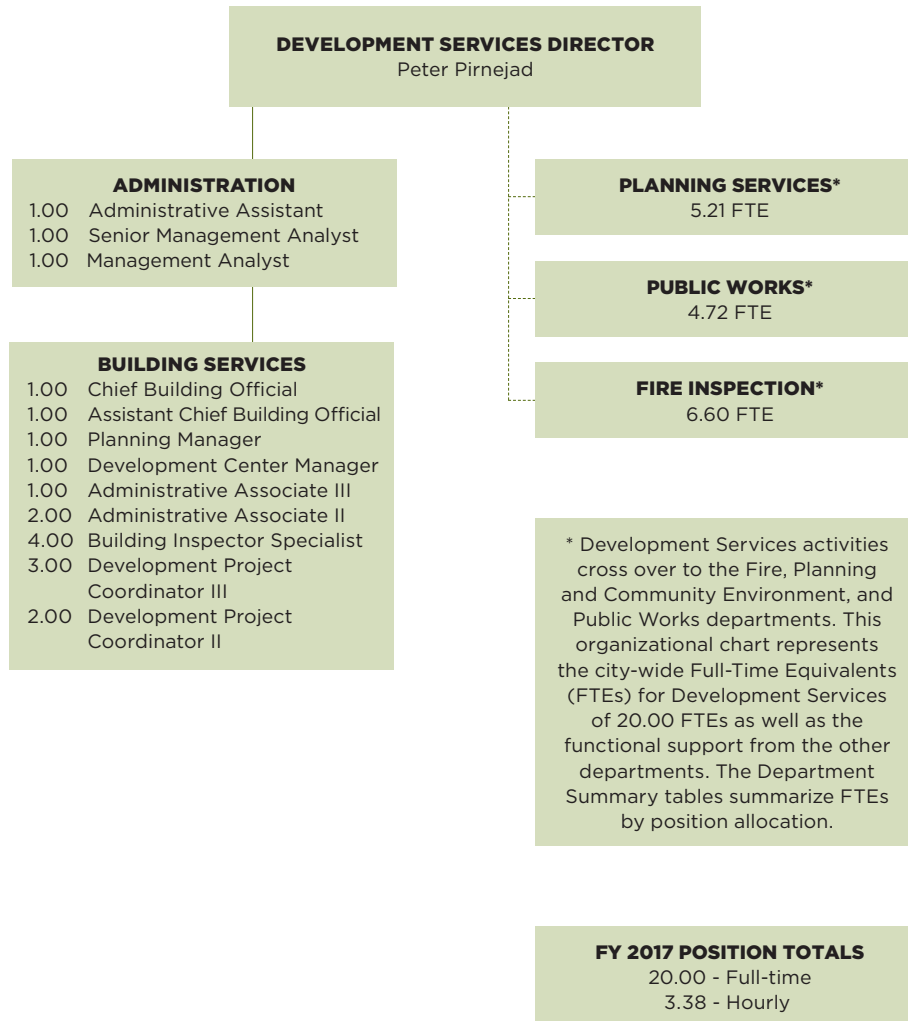 DEVELOPMENT SERVICES DIRECTOR
Peter Pirnejad
ADMINISTRATION
1.00 Administrative Assistant
1.00 Senior Management Analyst
1.00 Management Analyst
BUILDING SERVICES
1.00 Chief Building Official
1.00 Assistant Chief Building Official
1.00 Planning Manager
1.00 Development Center Manager
1.00 Administrative Associate III
2.00 Administrative Associate II
4.00 Building Inspector Specialist
3.00 Development Project
Coordinator III
2.00 Development Project
Coordinator II
PLANNING SERVICES*
5.21 FTE
PUBLIC WORKS*
4.72 FTE
FIRE INSPECTION*
6.60 FTE
* Development Services activities
cross over to the Fire, Planning
and Community Environment, and
Public Works departments. This
organizational chart represents
the city-wide Full-Time Equivalents
(FTEs) for Development Services
of 20.00 FTEs as well as the
functional support from the other
departments. The Department
Summary tables summarize FTEs
by position allocation.
FY 2017 POSITION TOTALS
20.00 - Full-time
3.38 - Hourly